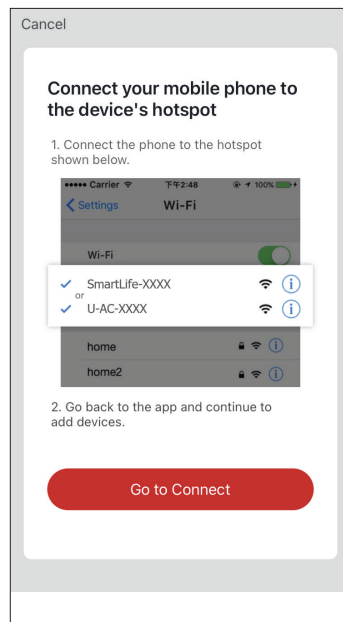 Cancel
Connect your mobile phone to
the device's hotspot
1. Connect the phone to the hotspot
shown below.
Carrier 下午2:48 100%
Settings Wi-Fi
Wi-Fi
SmartLife-XXXX
or
U-AC-XXXX
home
home2
2. Go back to the app and continue to
add devices.
Go to Connect